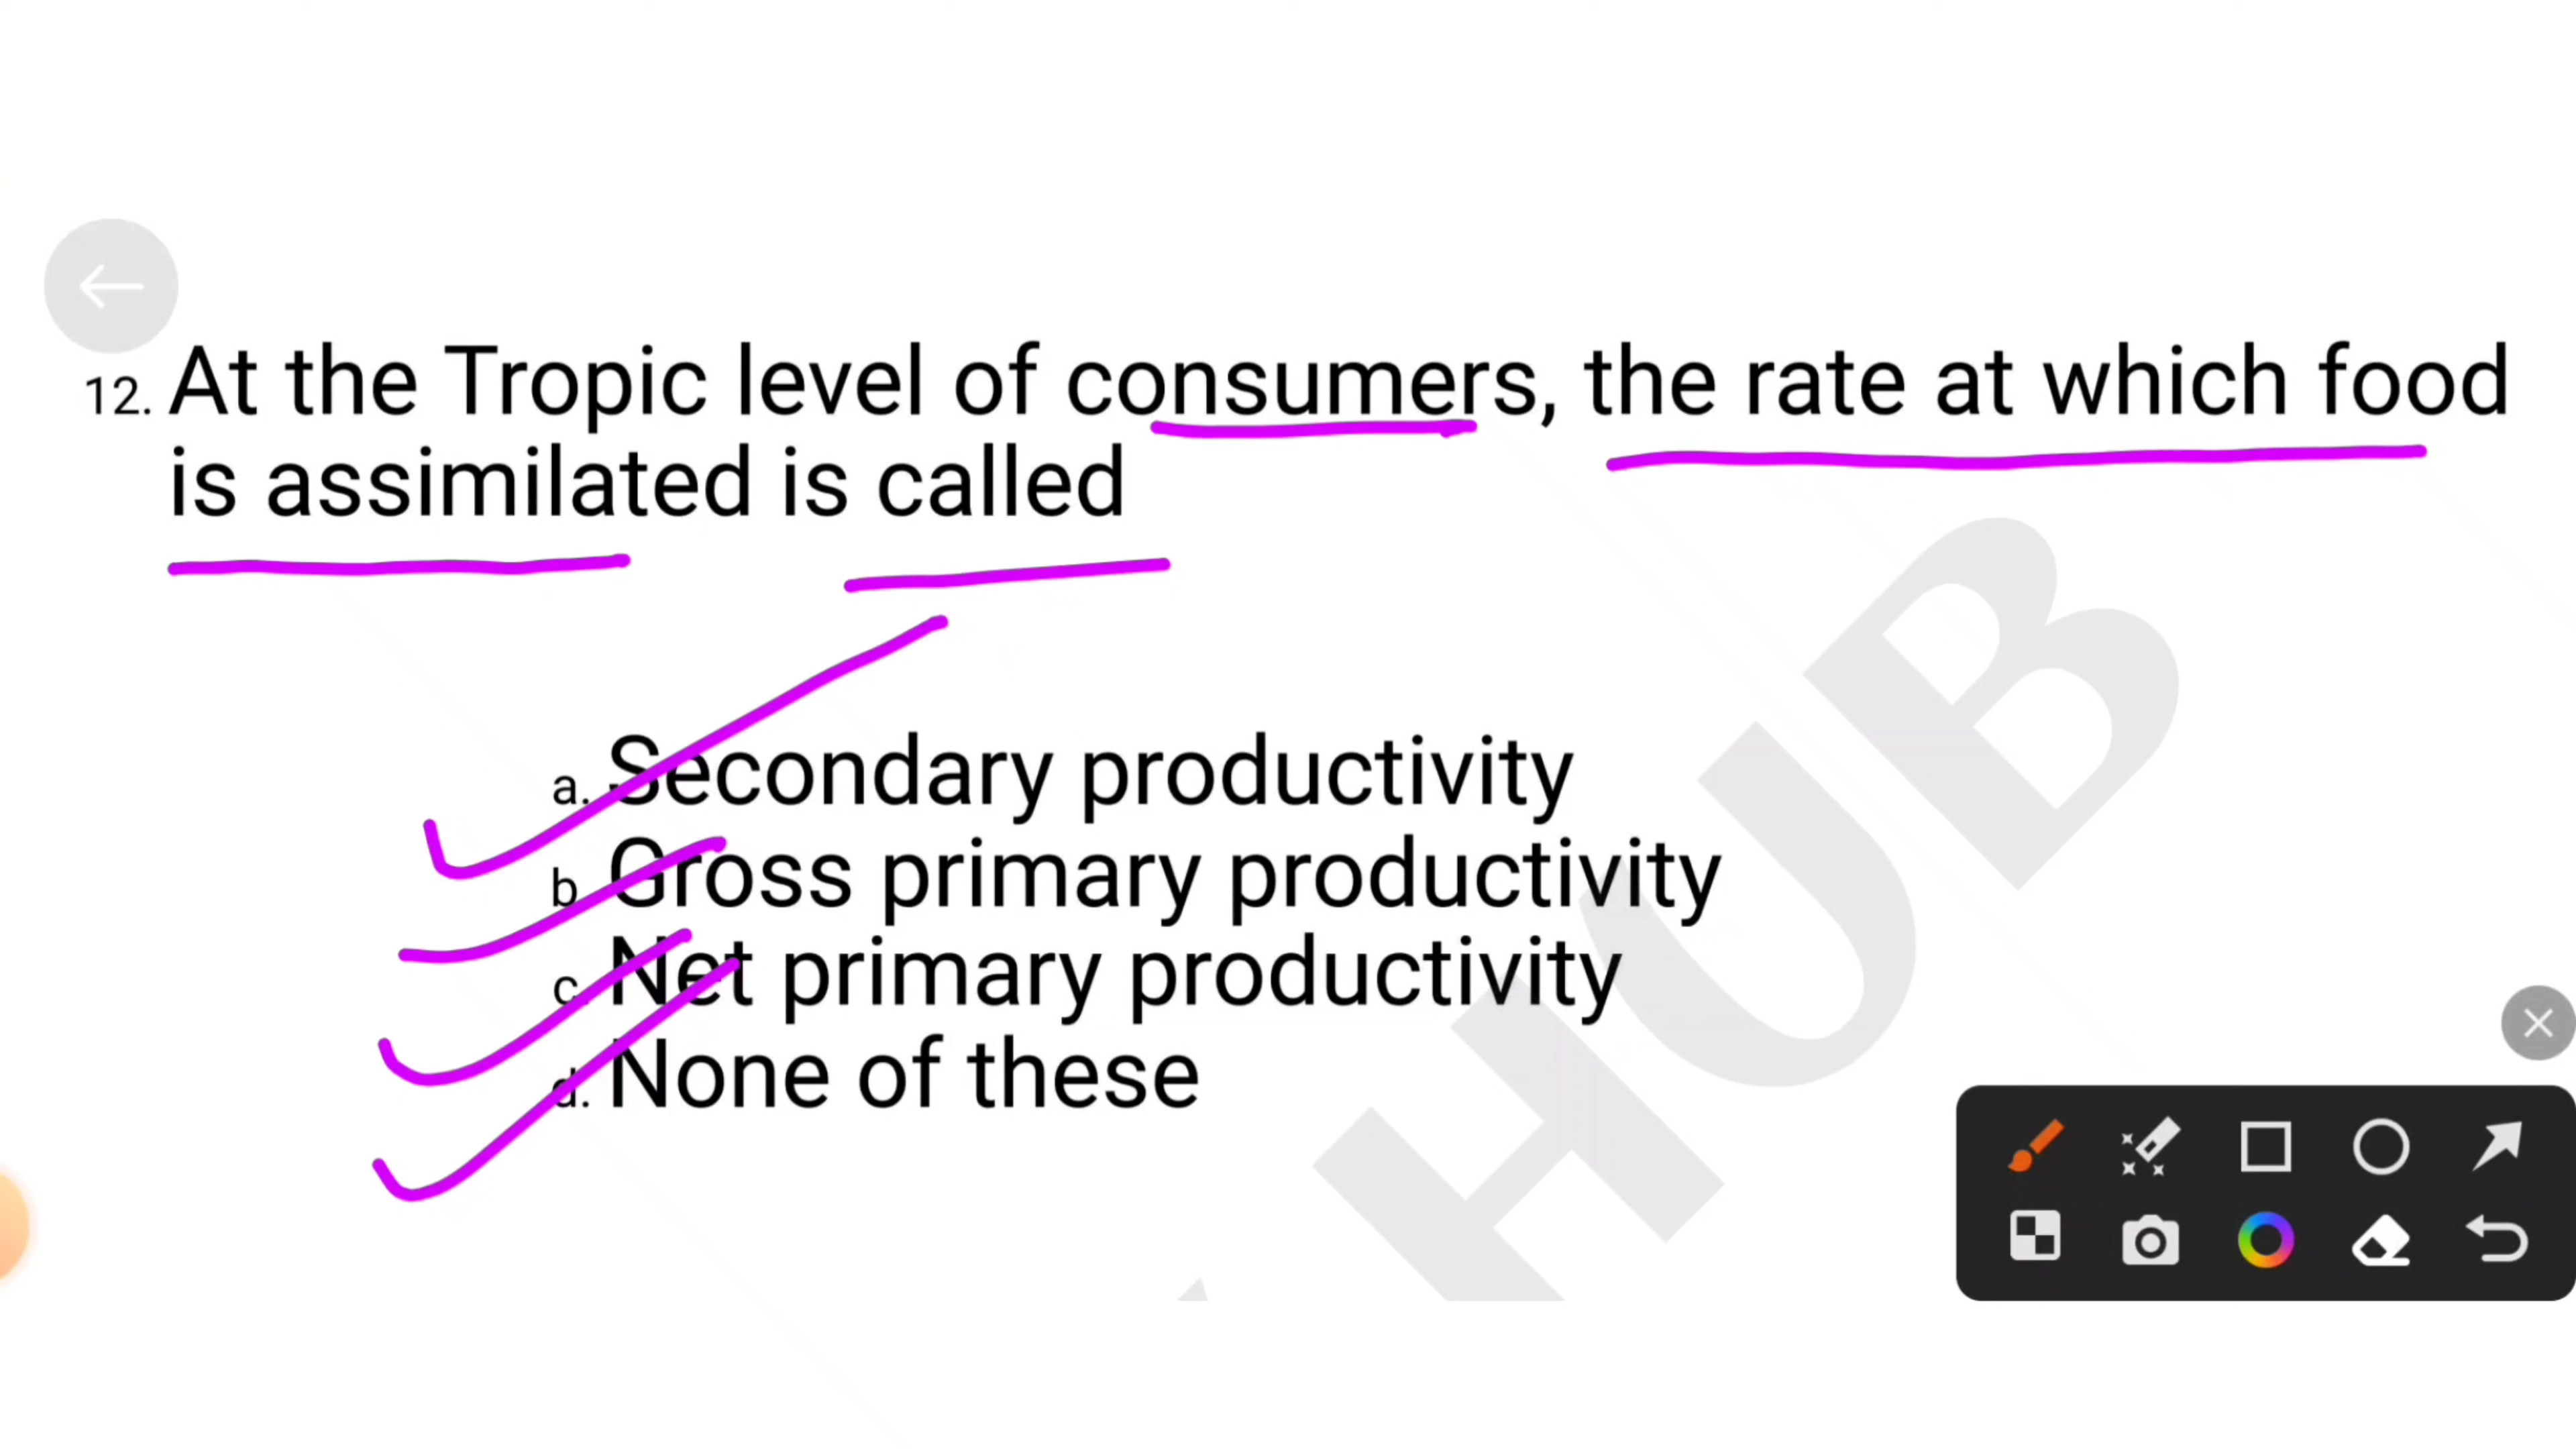 12. At the Tropic level of consumers, the rate at which food
is assimilated is called
a. Secondary productivity
b. Gross primary productivity
c. Net primary productivity
d. None of these
HUB